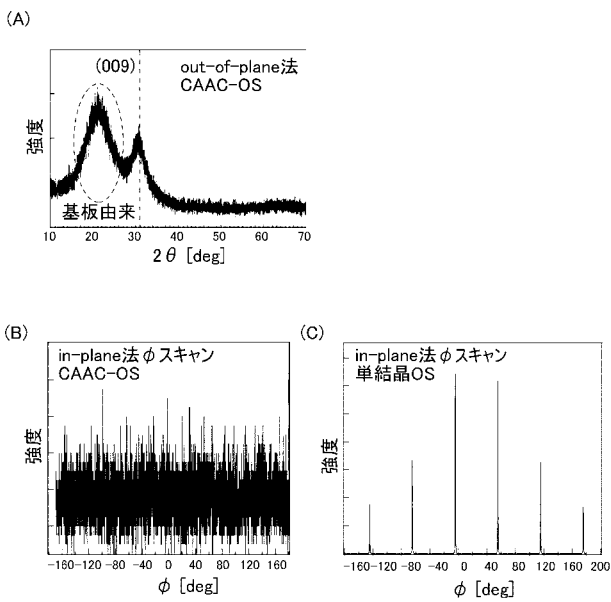 (A)
(009)
out-of-plane法
CAAC-OS
強度
基板由来
10 20 30 40 50 60 70
2θ [deg]
(B)
in-plane法φスキャン
CAAC-OS
強度
-160 -120 -80 -40 0 40 80 120 160
φ [deg]
(C)
in-plane法φスキャン
単結晶OS
強度
-160 -120 -80 -40 0 40 80 120 160 200
φ [deg]